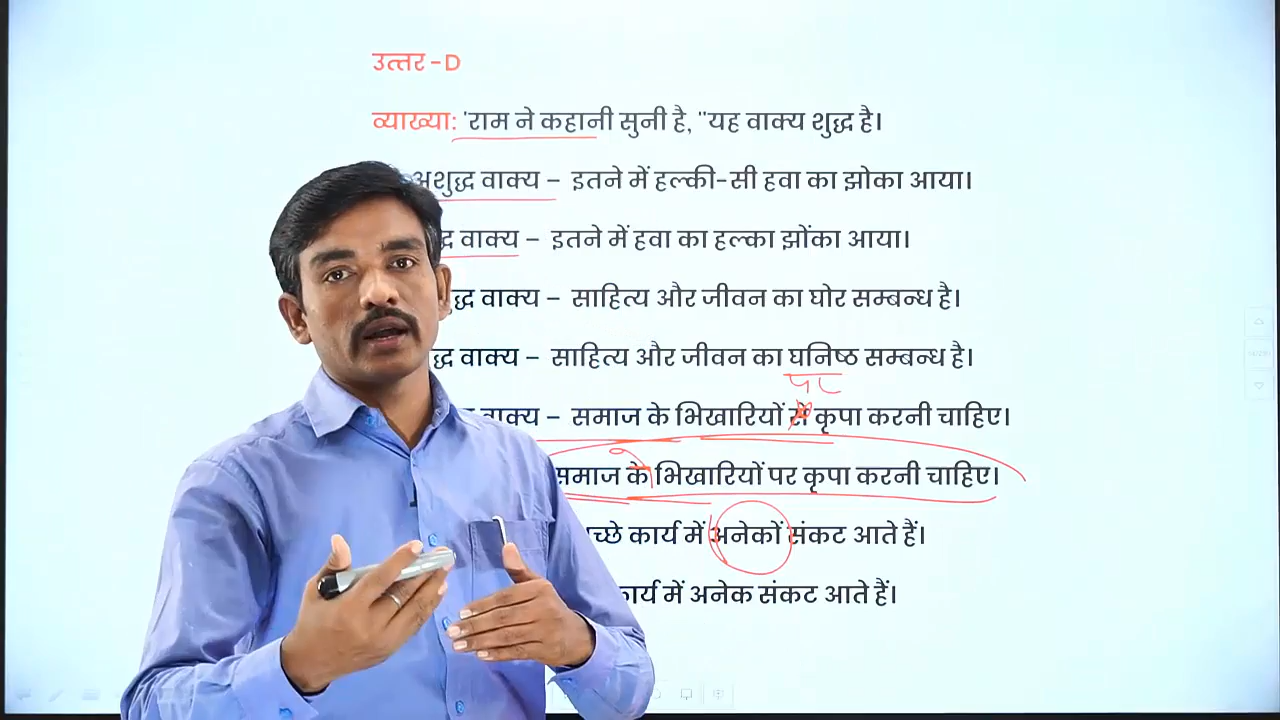 उत्तर -D
व्याख्या: 'राम ने कहानी सुनी है, "यह वाक्य शुद्ध है।
अशुद्ध वाक्य – इतने में हल्की-सी हवा का झोका आया।
वाक्य – इतने में हवा का हल्का झोंका आया।
वाक्य – साहित्य और जीवन का घोर सम्बन्ध है।
वाक्य – साहित्य और जीवन का घनिष्ठ सम्बन्ध है।
पर
वाक्य – समाज के भिखारियों से कृपा करनी चाहिए।
समाज के भिखारियों पर कृपा करनी चाहिए।
कार्य में अनेकों संकट आते हैं।
कार्य में अनेक संकट आते हैं।